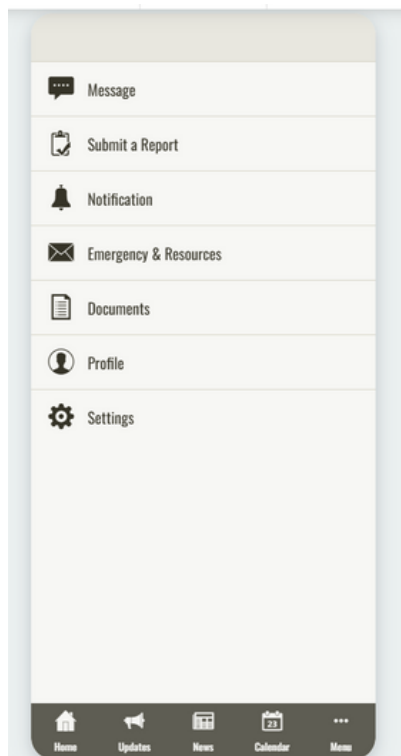 Message
Submit a Report
Notification
Emergency & Resources
Documents
Profile
Settings
23
Home Updates News Calendar Menu